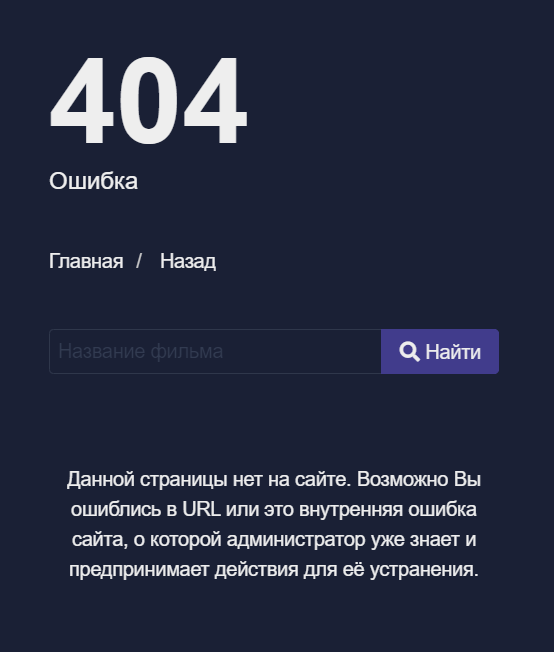 404
Ошибка
Главная / Назад
Название фильма
Найти
Данной страницы нет на сайте. Возможно Вы
ошиблись в URL или это внутренняя ошибка
сайта, о которой администратор уже знает и
предпринимает действия для её устранения.